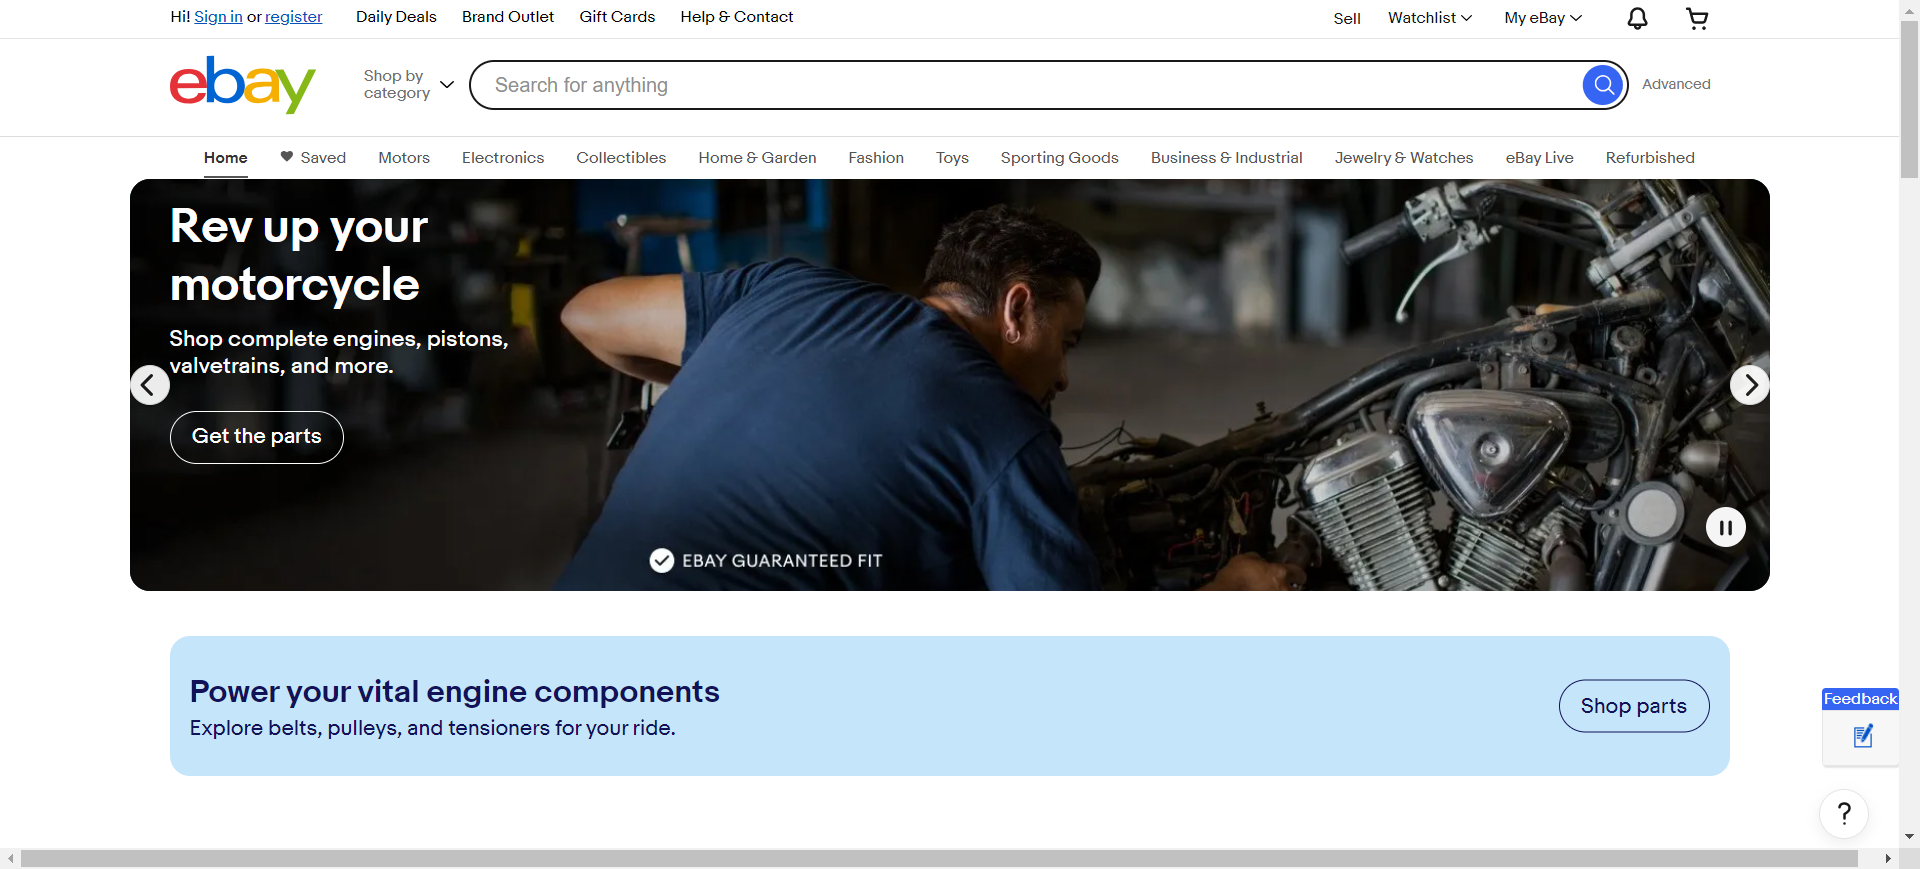 Hi! Sign in or register Daily Deals Brand Outlet Gift Cards Help & Contact Sell Watchlist My eBay
ebay
Shop by
category
Search for anything
Advanced
Home Saved Motors Electronics Collectibles Home & Garden Fashion Toys Sporting Goods Business & Industrial Jewelry & Watches eBay Live Refurbished
Rev up your
motorcycle
Shop complete engines, pistons,
valvetrains, and more.
Get the parts
EBAY GUARANTEED FIT
Power your vital engine components
Explore belts, pulleys, and tensioners for your ride.
Shop parts
Feedback
?